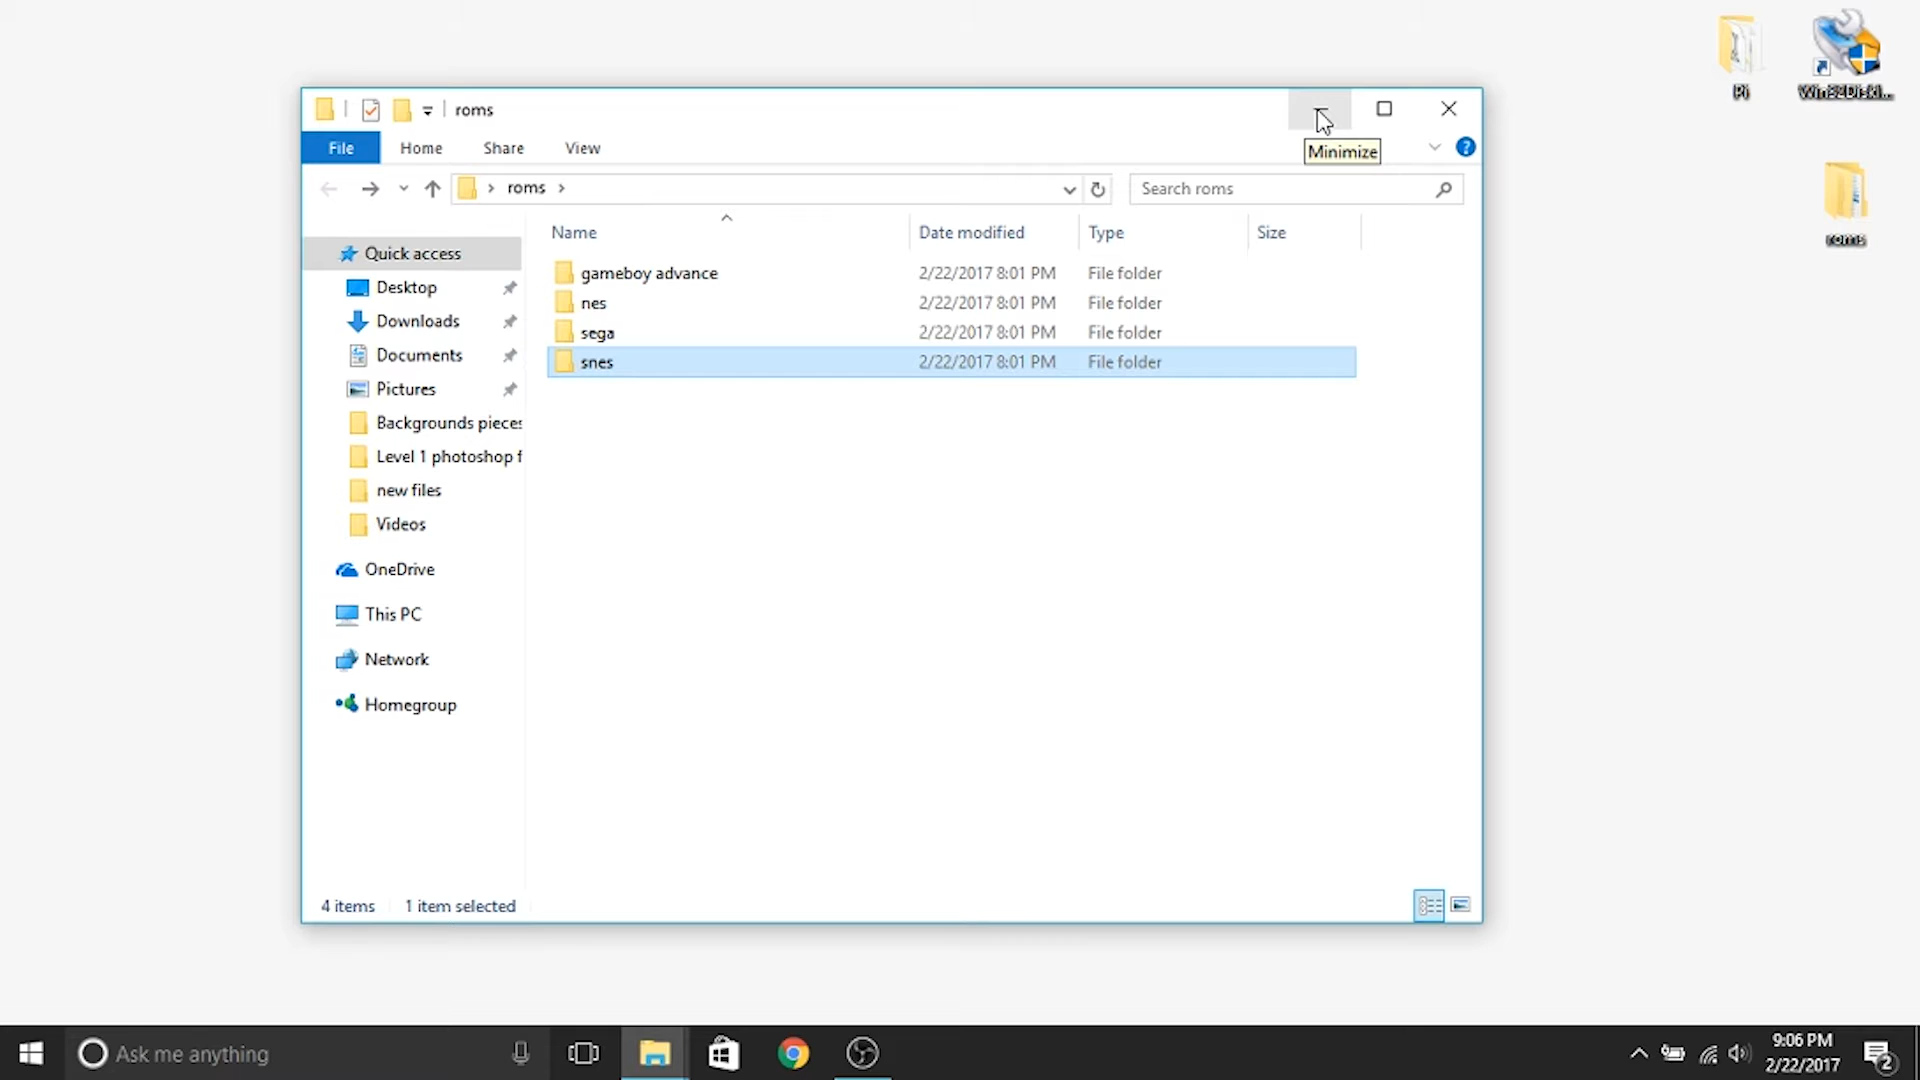 Pi
Win32DiskI...
roms
roms
Minimize
File
Home
Share
View
roms
Search roms
Name
Date modified
Type
Size
Quick access
Desktop
Downloads
Documents
Pictures
Backgrounds pieces
Level 1 photoshop f
new files
Videos
OneDrive
This PC
Network
Homegroup
gameboy advance 2/22/2017 8:01 PM File folder
nes 2/22/2017 8:01 PM File folder
sega 2/22/2017 8:01 PM File folder
snes 2/22/2017 8:01 PM File folder
4 items
1 item selected
Ask me anything
9:06 PM
2/22/2017
2